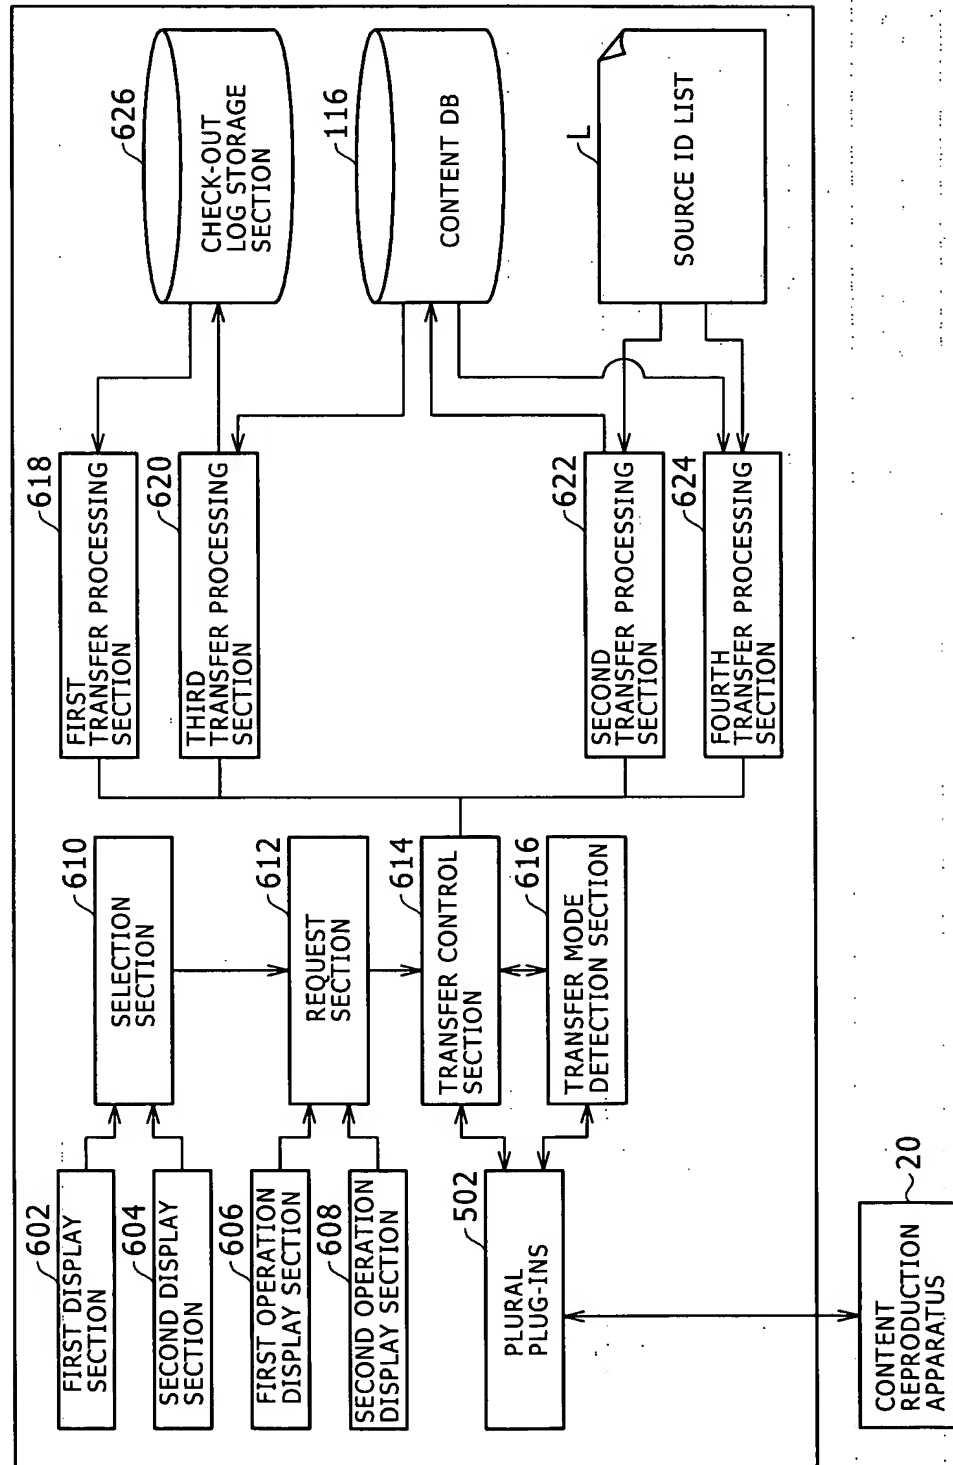 602
FIRST DISPLAY
SECTION
604
SECOND DISPLAY
SECTION
606
FIRST OPERATION
DISPLAY SECTION
608
SECOND OPERATION
DISPLAY SECTION
502
PLURAL
PLUG-INS
20
CONTENT
REPRODUCTION
APPARATUS
610
SELECTION
SECTION
612
REQUEST
SECTION
614
TRANSFER CONTROL
SECTION
616
TRANSFER MODE
DETECTION SECTION
618
FIRST
TRANSFER PROCESSING
SECTION
620
THIRD
TRANSFER PROCESSING
SECTION
622
SECOND
TRANSFER PROCESSING
SECTION
624
FOURTH
TRANSFER PROCESSING
SECTION
626
CHECK-OUT
LOG STORAGE
SECTION
116
CONTENT DB
L
SOURCE ID LIST